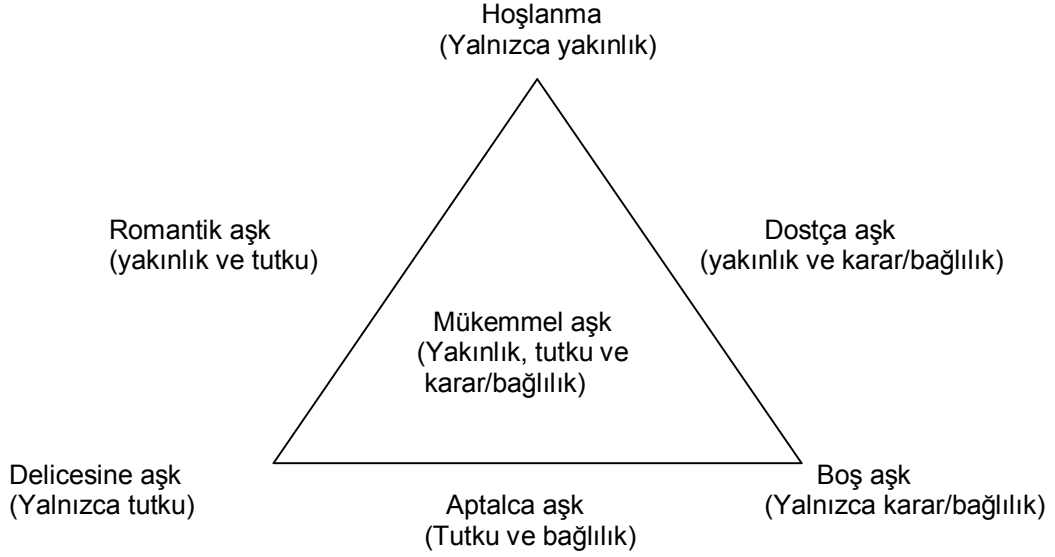 Hoşlanma
(Yalnızca yakınlık)
Romantik aşk
(yakınlık ve tutku)
Dostça aşk
(yakınlık ve karar/bağlılık)
Mükemmel aşk
(Yakınlık, tutku ve
karar/bağlılık)
Delicesine aşk
(Yalnızca tutku)
Aptalca aşk
(Tutku ve bağlılık)
Boş aşk
(Yalnızca karar/bağlılık)